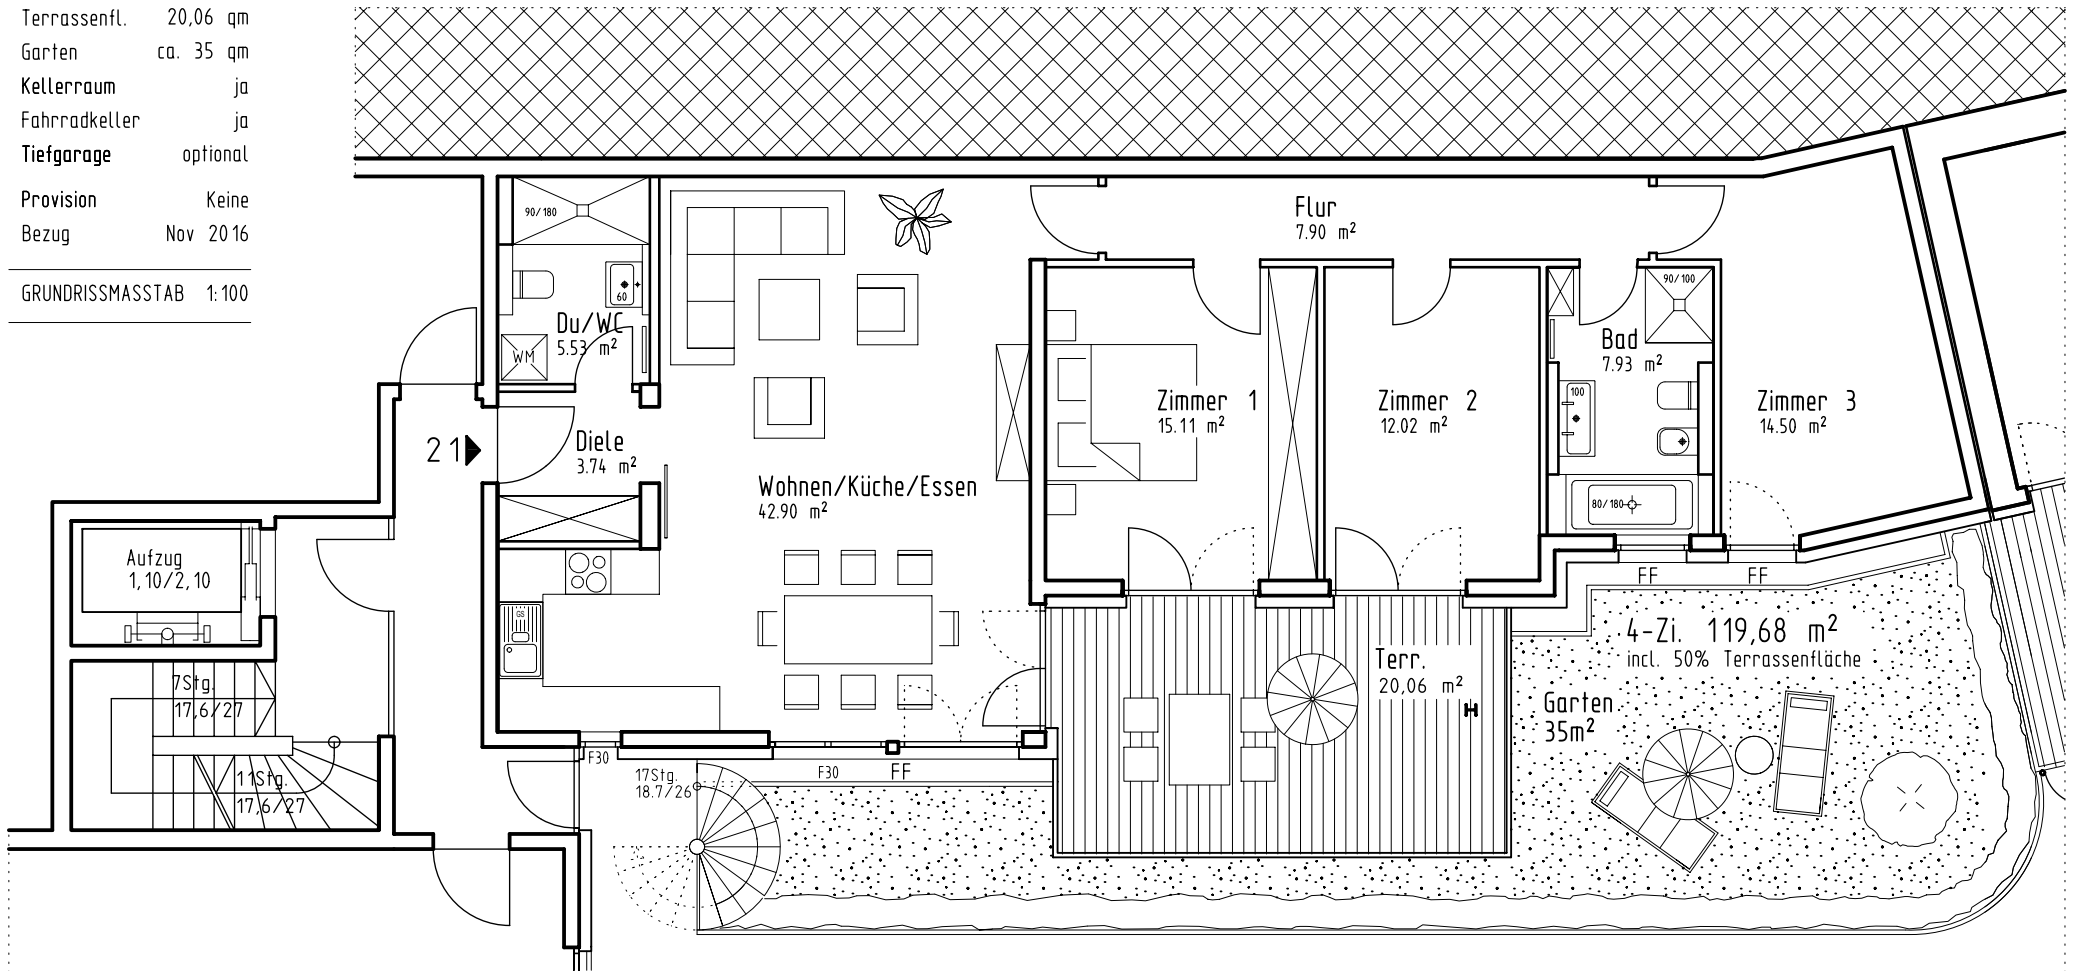 Terrassenfl. 20,06 qm
Garten ca. 35 qm
Kellerraum ja
Fahrradkeller ja
Tiefgarage optional
Provision Keine
Bezug Nov 2016
GRUNDRISSMASSTAB 1:100
90/180
60
Du/WC
5.53 m²
WM
21
Diele
3.74 m²
Wohnen/Küche/Essen
42.90 m²
GS
Flur
7.90 m²
Zimmer 1
15.11 m²
Zimmer 2
12.02 m²
90/100
Bad
7.93 m²
100
80/180
Zimmer 3
14.50 m²
Aufzug
1,10/2,10
7Stg.
17,6/27
11Stg.
17,6/27
F30
17Stg.
18.7/26
F30
FF
FF
FF
Terr.
20,06 m²
4-Zi. 119,68 m²
incl. 50% Terrassenfläche
Garten
35m²